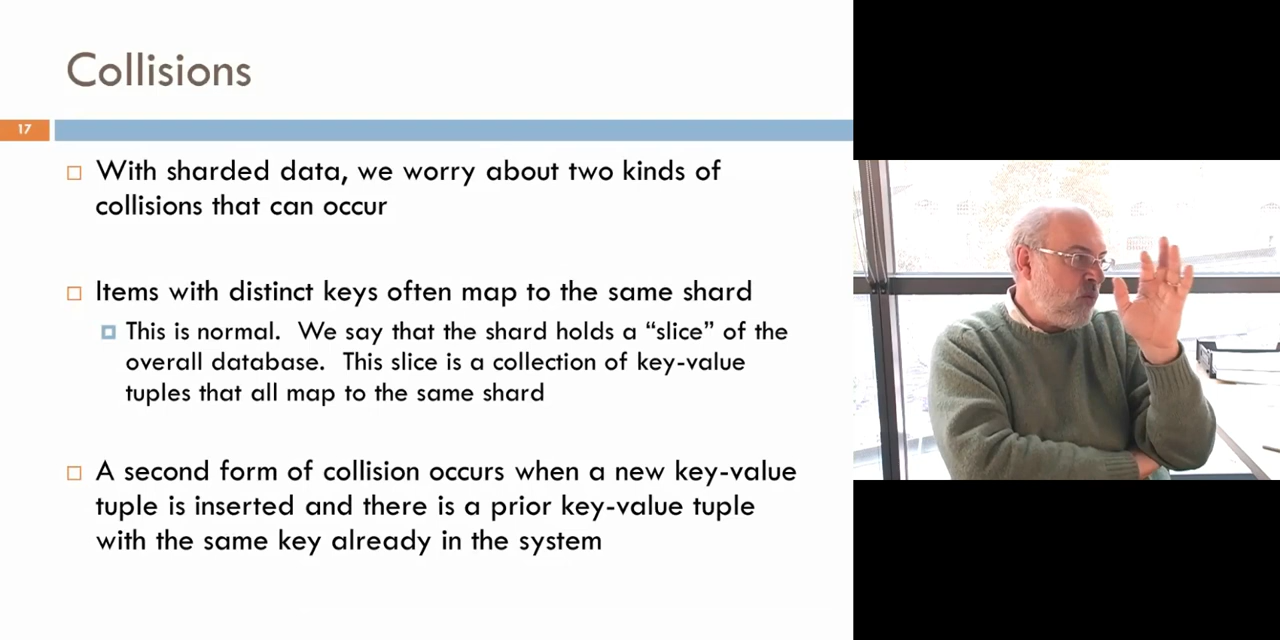 Collisions
17
With sharded data, we worry about two kinds of
collisions that can occur
Items with distinct keys often map to the same shard
This is normal.  We say that the shard holds a “slice” of the
overall database.  This slice is a collection of key-value
tuples that all map to the same shard
A second form of collision occurs when a new key-value
tuple is inserted and there is a prior key-value tuple
with the same key already in the system